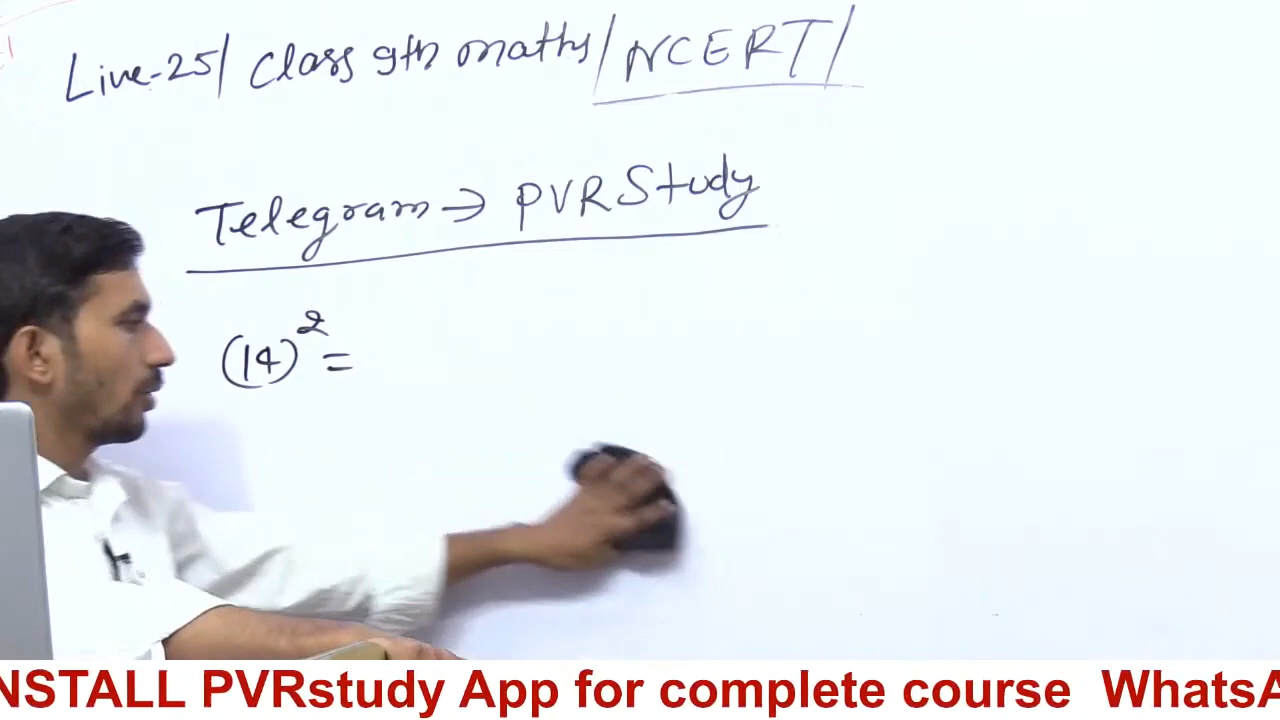 Live-25/ Class 9th maths/NCERT/
Telegram → PVRStudy
(14)² =
NSTALL PVRstudy App for complete course WhatsA